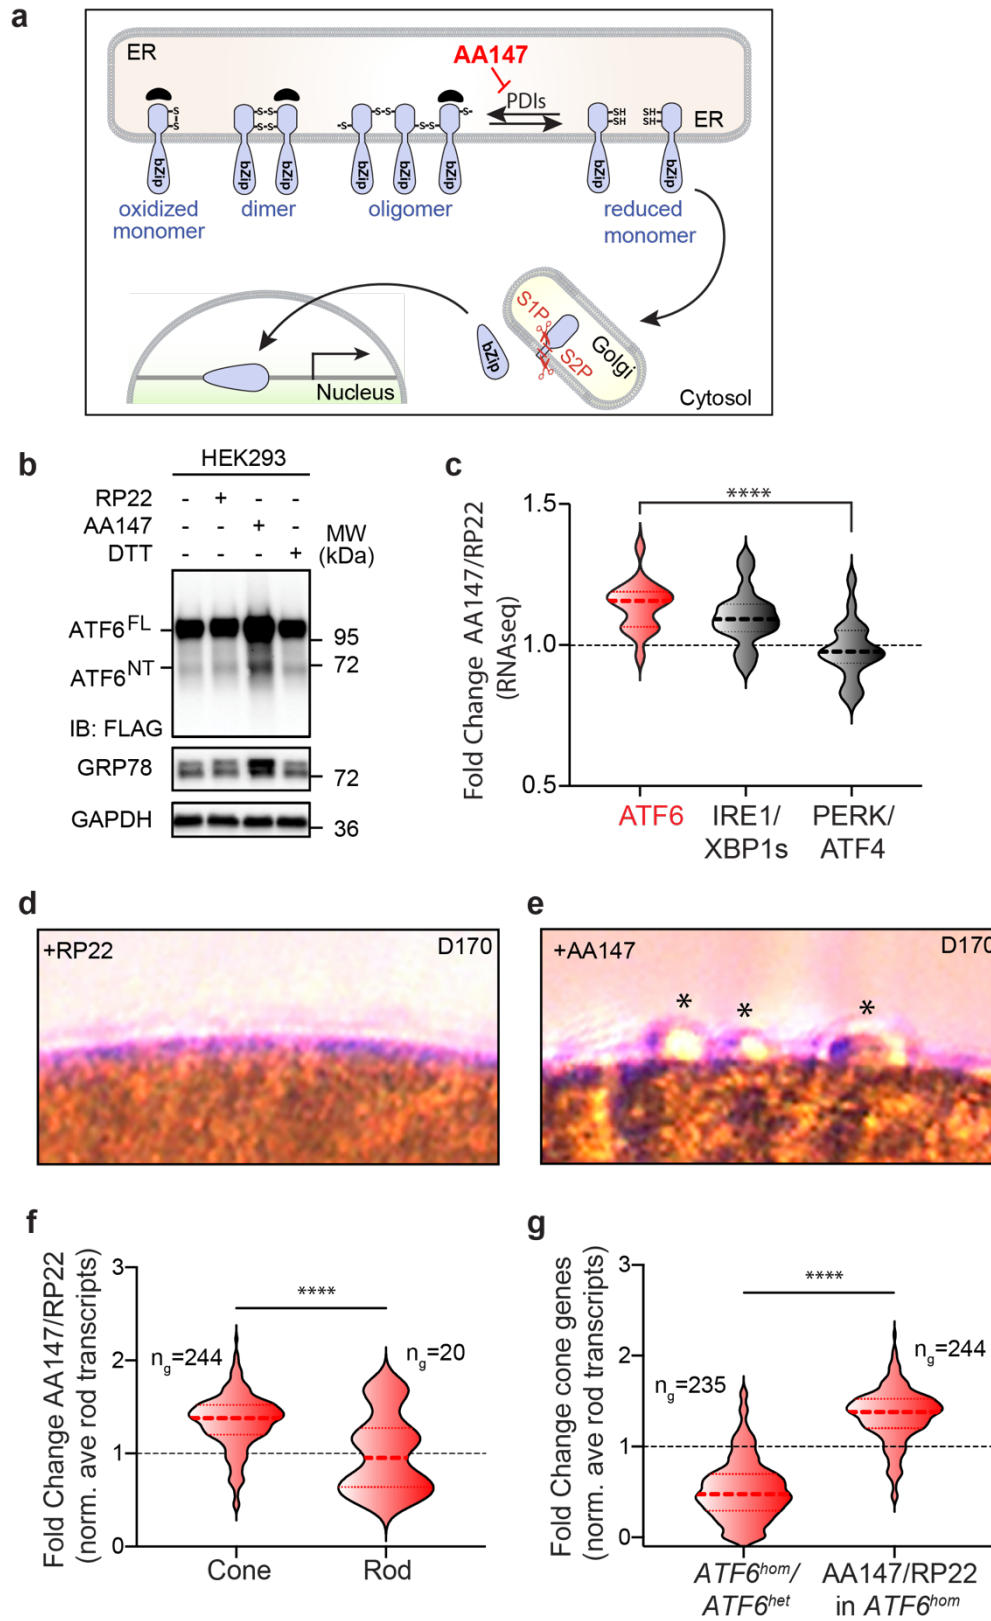 a
ER
AA147
PDIs
-S-S-
-S-S-
S
S
-S-
-S-S-
-S-S-
-S-
SH
SH
SH
SH
ER
bZip
bZip
bZip
bZip
bZip
bZip
bZip
bZip
oxidized
monomer
dimer
oligomer
reduced
monomer
S1P
S2P
bZip
Golgi
Nucleus
Cytosol
b
HEK293
RP22 - + - -
AA147 - - + -
DTT - - - +
MW
(kDa)
ATF6FL
95
ATF6NT
72
IB: FLAG
GRP78
72
GAPDH
36
c
Fold Change AA147/RP22
(RNAseq)
1.5
1.0
0.5
****
ATF6
IRE1/
XBP1s
PERK/
ATF4
d
+RP22
D170
e
+AA147
D170
* * *
f
Fold Change AA147/RP22
(norm. ave rod transcripts)
3
2
1
0
****
ng=244
ng=20
Cone
Rod
g
Fold Change cone genes
(norm. ave rod transcripts)
3
2
1
0
****
ng=235
ng=244
ATF6hom/
ATF6het
AA147/RP22
in ATF6hom